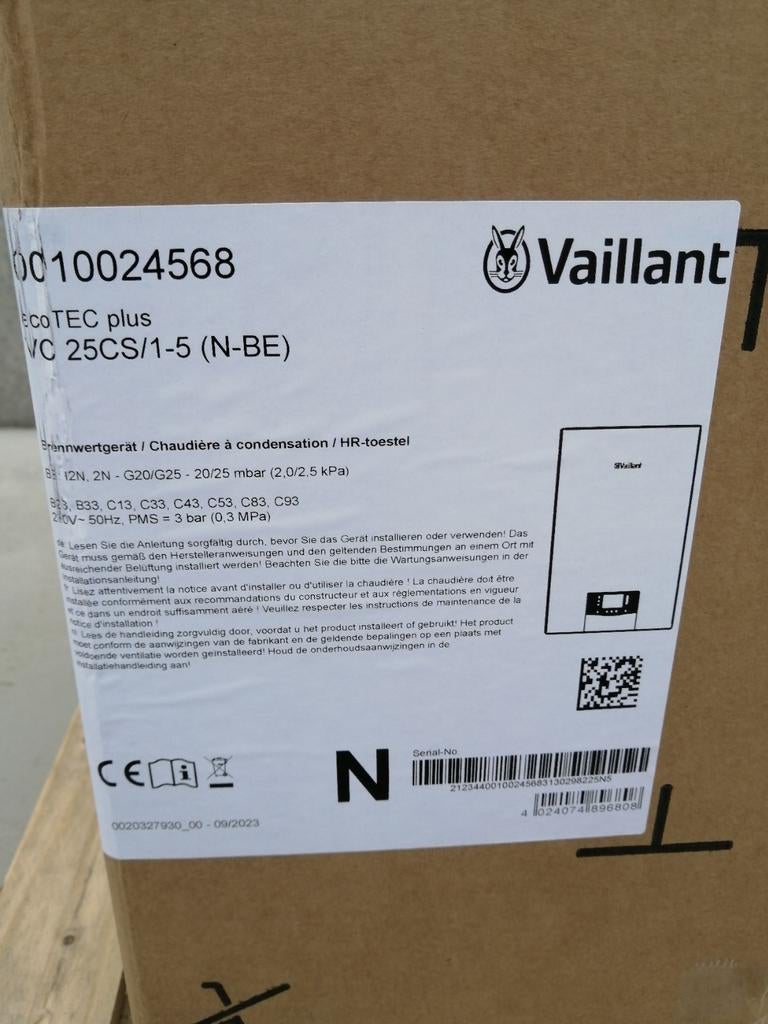 0010024568
Vaillant
ecoTEC plus
VC 25CS/1-5 (N-BE)
Brennwertgerät / Chaudière à condensation / HR-toestel
BE: I2N, 2N - G20/G25 - 20/25 mbar (2,0/2,5 kPa)
B23, B33, C13, C33, C43, C53, C83, C93
230V~ 50Hz, PMS = 3 bar (0,3 MPa)
Vaillant
de: Lesen Sie die Anleitung sorgfältig durch, bevor Sie das Gerät installieren oder verwenden! Das
Gerät muss gemäß den Herstelleranweisungen und den geltenden Bestimmungen an einem Ort mit
ausreichender Belüftung installiert werden! Beachten Sie die bitte die Wartungsanweisungen in der
Installationsanleitung!
fr: Lisez attentivement la notice avant d'installer ou d'utiliser la chaudière ! La chaudière doit être
installée conformément aux recommandations du constructeur et aux réglementations en vigueur
et ce dans un endroit suffisamment aéré ! Veuillez respecter les instructions de maintenance de la
notice d'installation !
nl: Lees de handleiding zorgvuldig door, voordat u het product installeert of gebruikt! Het product
moet conform de aanwijzingen van de fabrikant en de geldende bepalingen op een plaats met
voldoende ventilatie worden geïnstalleerd! Houd de onderhoudsaanwijzingen in de
installatiehandleiding aan!
CE
N
Serial-No.
21234400100245683130298225N5
4 024074 896808
0020327930_00 - 09/2023